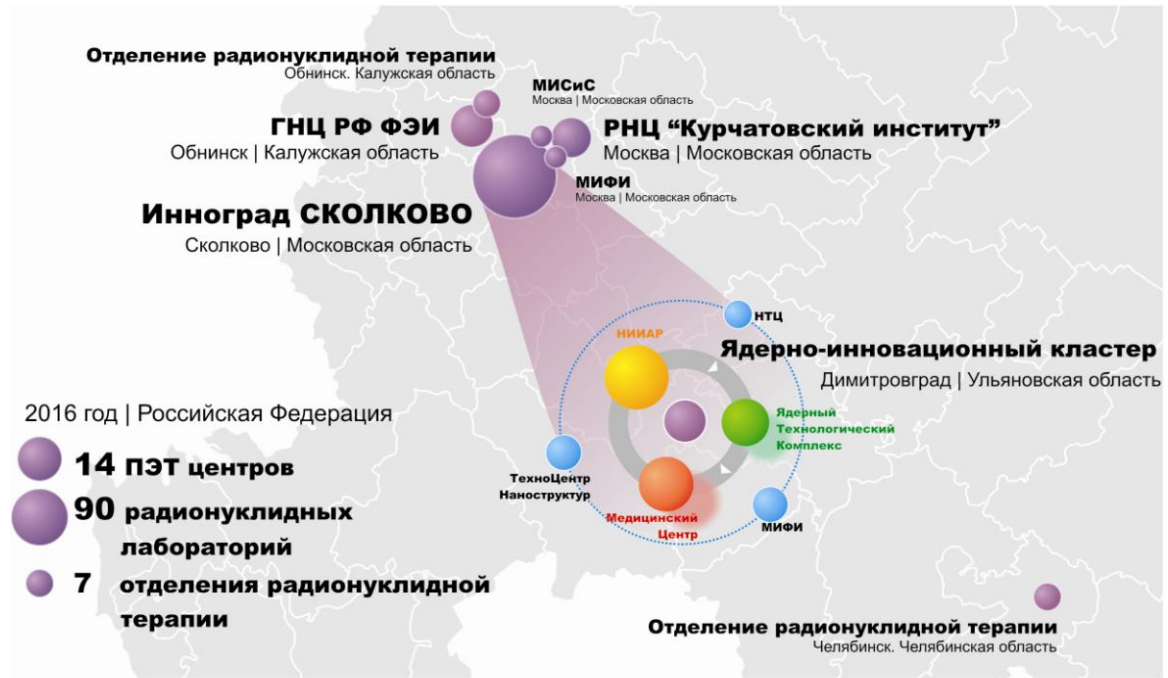 Отделение радионуклидной терапии
Обнинск. Калужская область
МИСиС
Москва | Московская область
ГНЦ РФ ФЭИ
Обнинск | Калужская область
РНЦ “Курчатовский институт”
Москва | Московская область
МИФИ
Москва | Московская область
Инноград СКОЛКОВО
Сколково | Московская область
НТЦ
НИИАР
Ядерно-инновационный кластер
Димитровград | Ульяновская область
Ядерный
Технологический
Комплекс
2016 год | Российская Федерация
14 ПЭТ центров
90 радионуклидных
лабораторий
7 отделения радионуклидной
терапии
ТехноЦентр
Наноструктур
Медицинский
Центр
МИФИ
Отделение радионуклидной терапии
Челябинск. Челябинская область